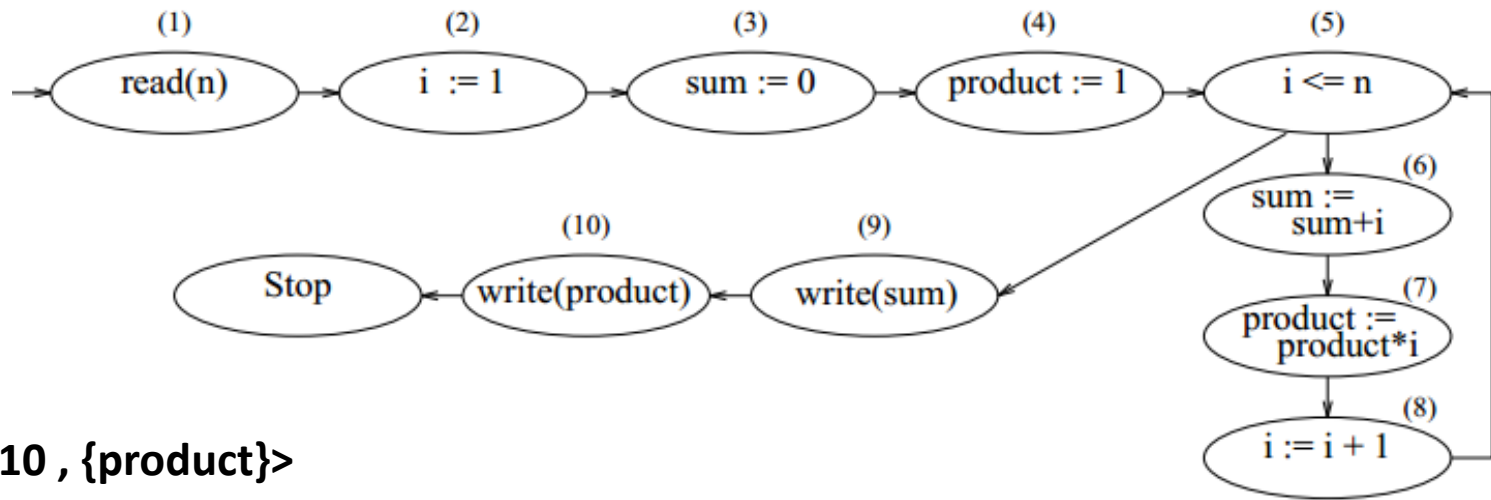 (1) (2) (3) (4) (5)
read(n) i := 1 sum := 0 product := 1 i <= n
(6)
sum :=
sum+i
(10) (9)
Stop write(product) write(sum)
(7)
product :=
product*i
(8)
i := i + 1
10 , {product}>